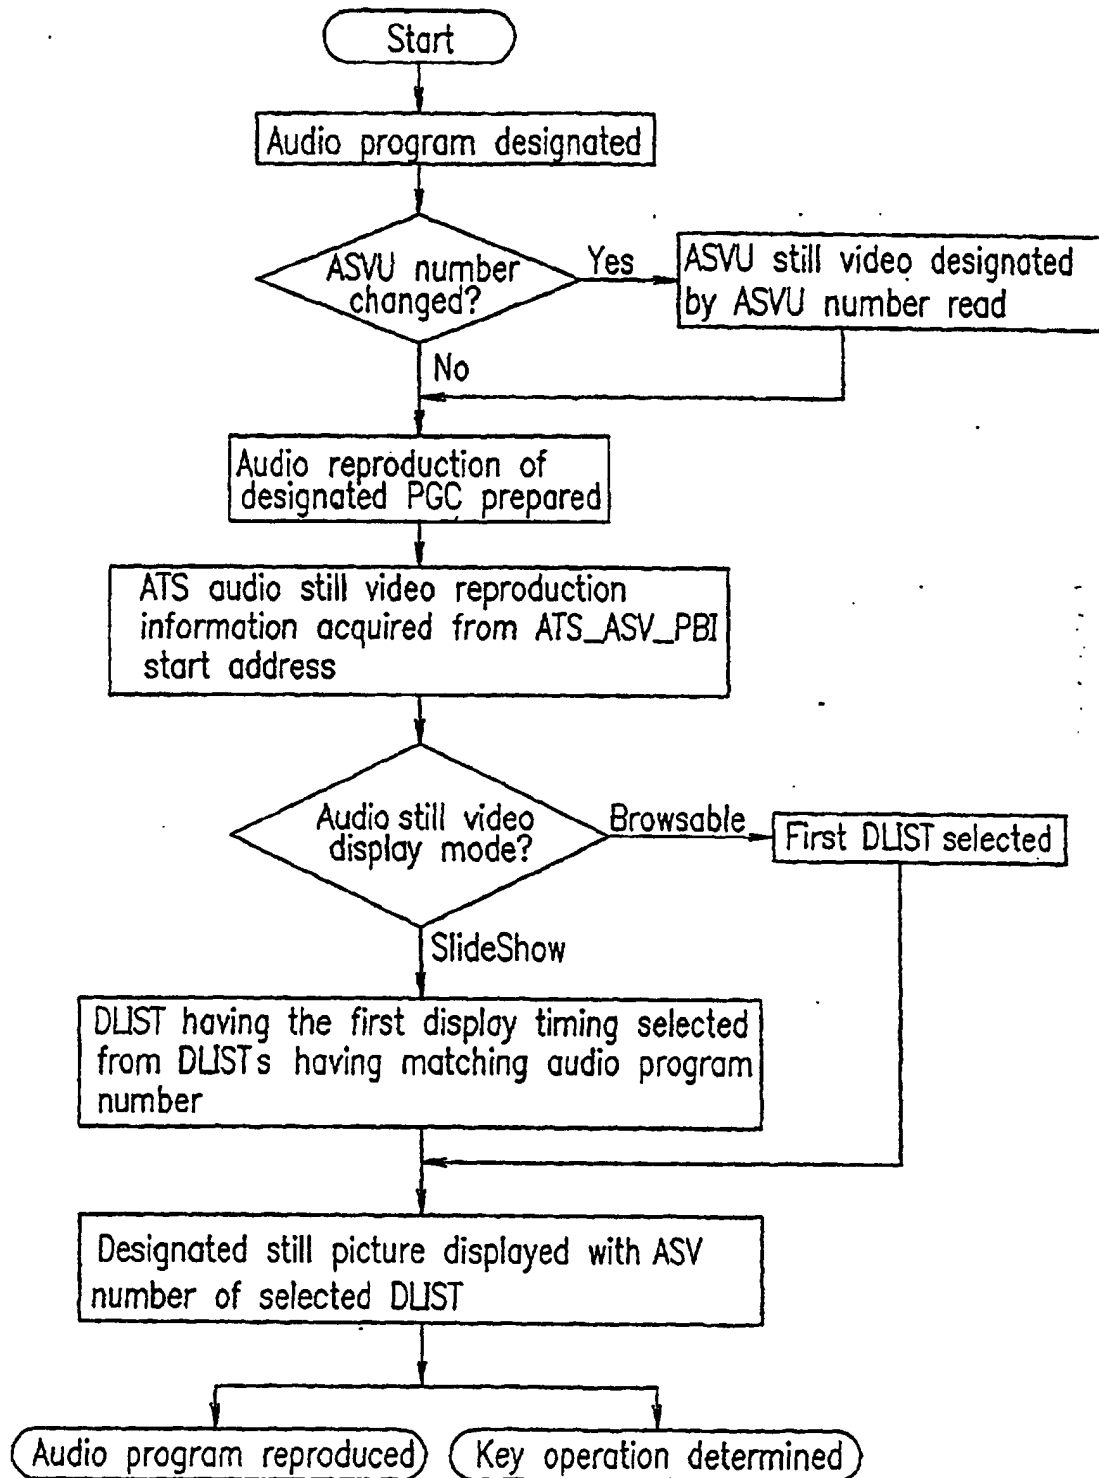 Start
Audio program designated
ASVU number
changed?
Yes
ASVU still video designated
by ASVU number read
No
Audio reproduction of
designated PGC prepared
ATS audio still video reproduction
information acquired from ATS_ASV_PBI
start address
Audio still video
display mode?
Browsable
First DLIST selected
SlideShow
DLIST having the first display timing selected
from DLISTs having matching audio program
number
Designated still picture displayed with ASV
number of selected DLIST
Audio program reproduced
Key operation determined